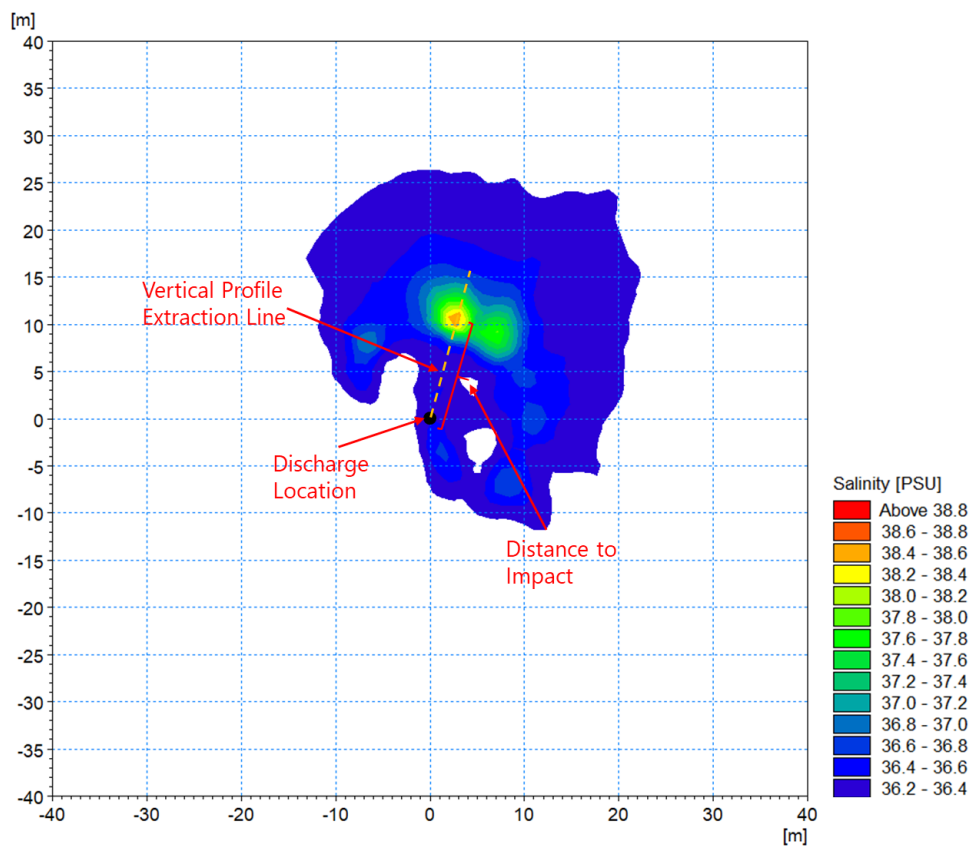 [m]
40
35
30
25
20
15
10
5
0
-5
-10
-15
-20
-25
-30
-35
-40
-30
-20
-10
0
10
20
30
40
[m]
Vertical Profile
Extraction Line
Discharge
Location
Distance to
Impact
Salinity [PSU]
Above 38.8
38.6 - 38.8
38.4 - 38.6
38.2 - 38.4
38.0 - 38.2
37.8 - 38.0
37.6 - 37.8
37.4 - 37.6
37.2 - 37.4
37.0 - 37.2
36.8 - 37.0
36.6 - 36.8
36.4 - 36.6
36.2 - 36.4